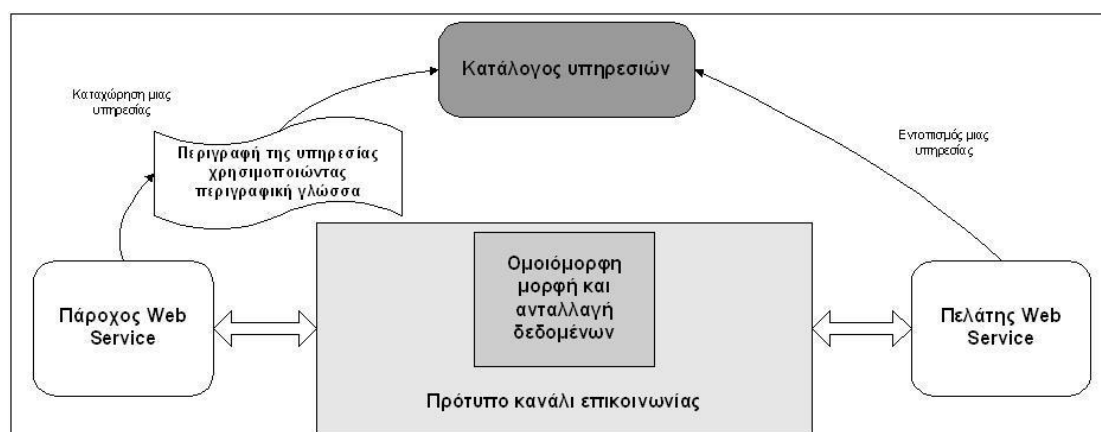 Κατάλογος υπηρεσιών
Καταχώρηση μιας
υπηρεσίας
Περιγραφή της υπηρεσίας
χρησιμοποιώντας
περιγραφική γλώσσα
Εντοπισμός μιας
υπηρεσίας
Ομοιόμορφη
μορφή και
ανταλλαγή
δεδομένων
Πάροχος Web
Service
Πελάτης Web
Service
Πρότυπο κανάλι επικοινωνίας